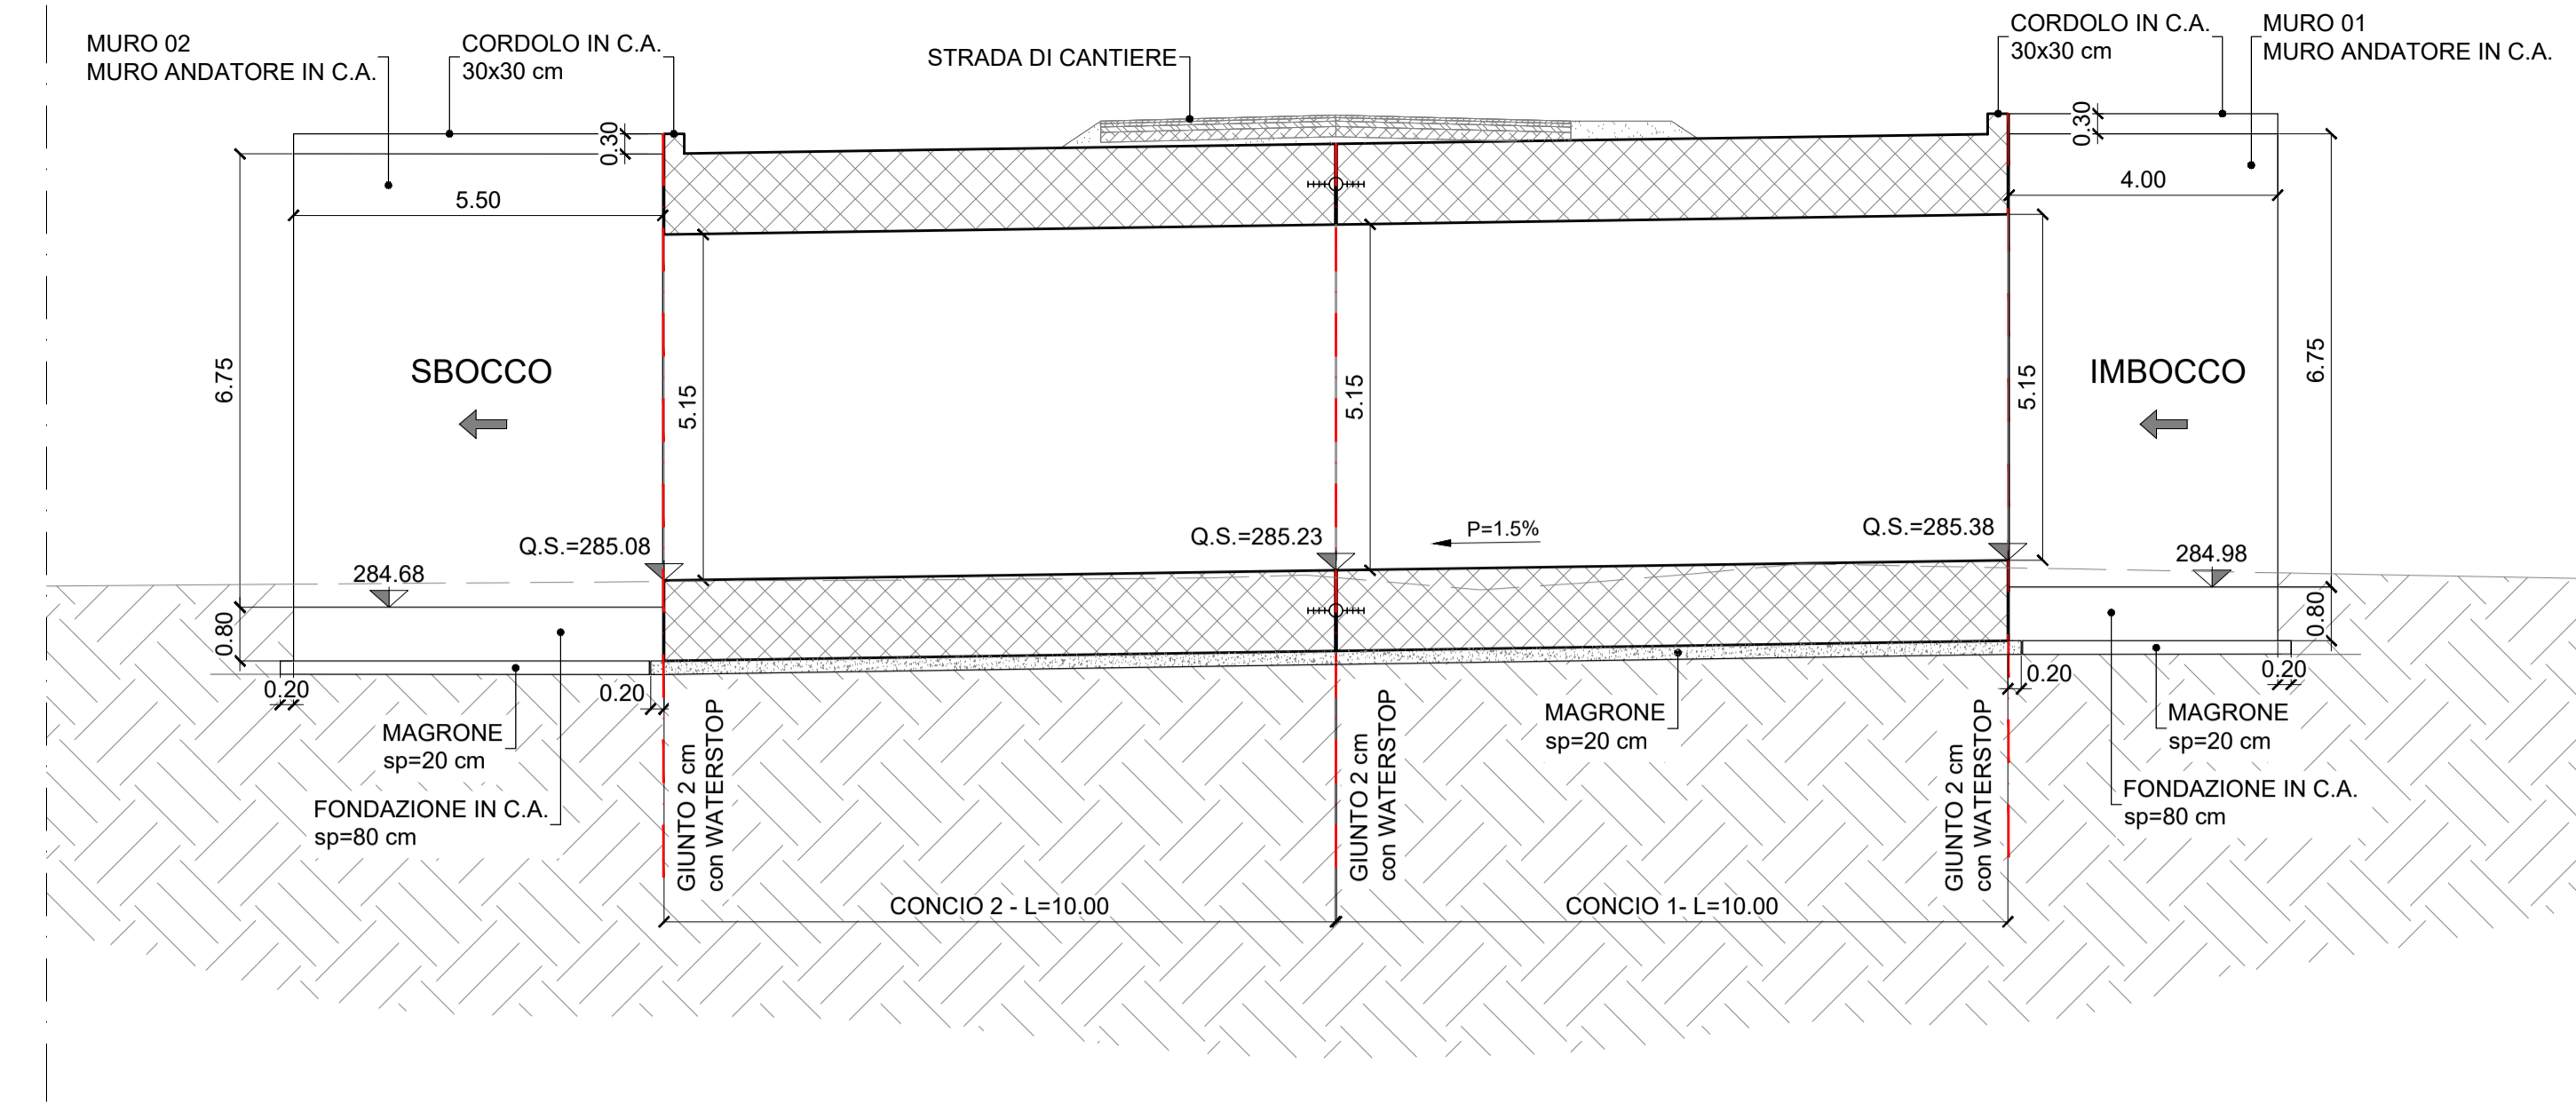 MURO 02
MURO ANDATORE IN C.A.
CORDOLO IN C.A.
30x30 cm
STRADA DI CANTIERE
CORDOLO IN C.A.
30x30 cm
MURO 01
MURO ANDATORE IN C.A.
0.30
0.30
5.50
4.00
6.75
SBOCCO
5.15
5.15
5.15
IMBOCCO
6.75
Q.S.=285.08
Q.S.=285.23
P=1.5%
Q.S.=285.38
284.68
284.98
0.80
0.80
0.20
0.20
0.20
0.20
MAGRONE
sp=20 cm
FONDAZIONE IN C.A.
sp=80 cm
GIUNTO 2 cm
con WATERSTOP
GIUNTO 2 cm
con WATERSTOP
MAGRONE
sp=20 cm
GIUNTO 2 cm
con WATERSTOP
MAGRONE
sp=20 cm
FONDAZIONE IN C.A.
sp=80 cm
CONCIO 2 - L=10.00
CONCIO 1- L=10.00